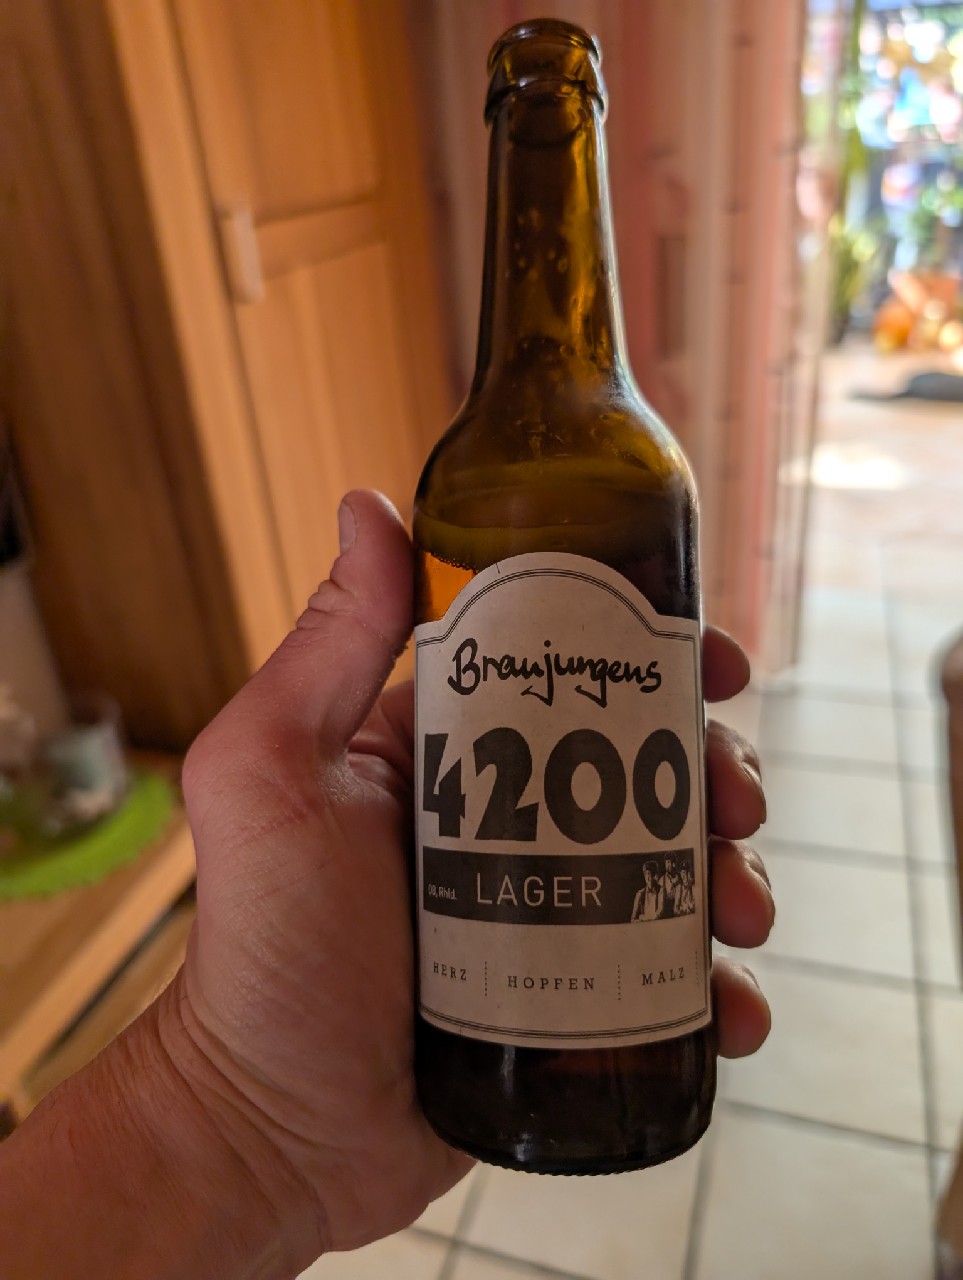 Braujungens
4200
OB, Rhld. LAGER
HERZ HOPFEN MALZ